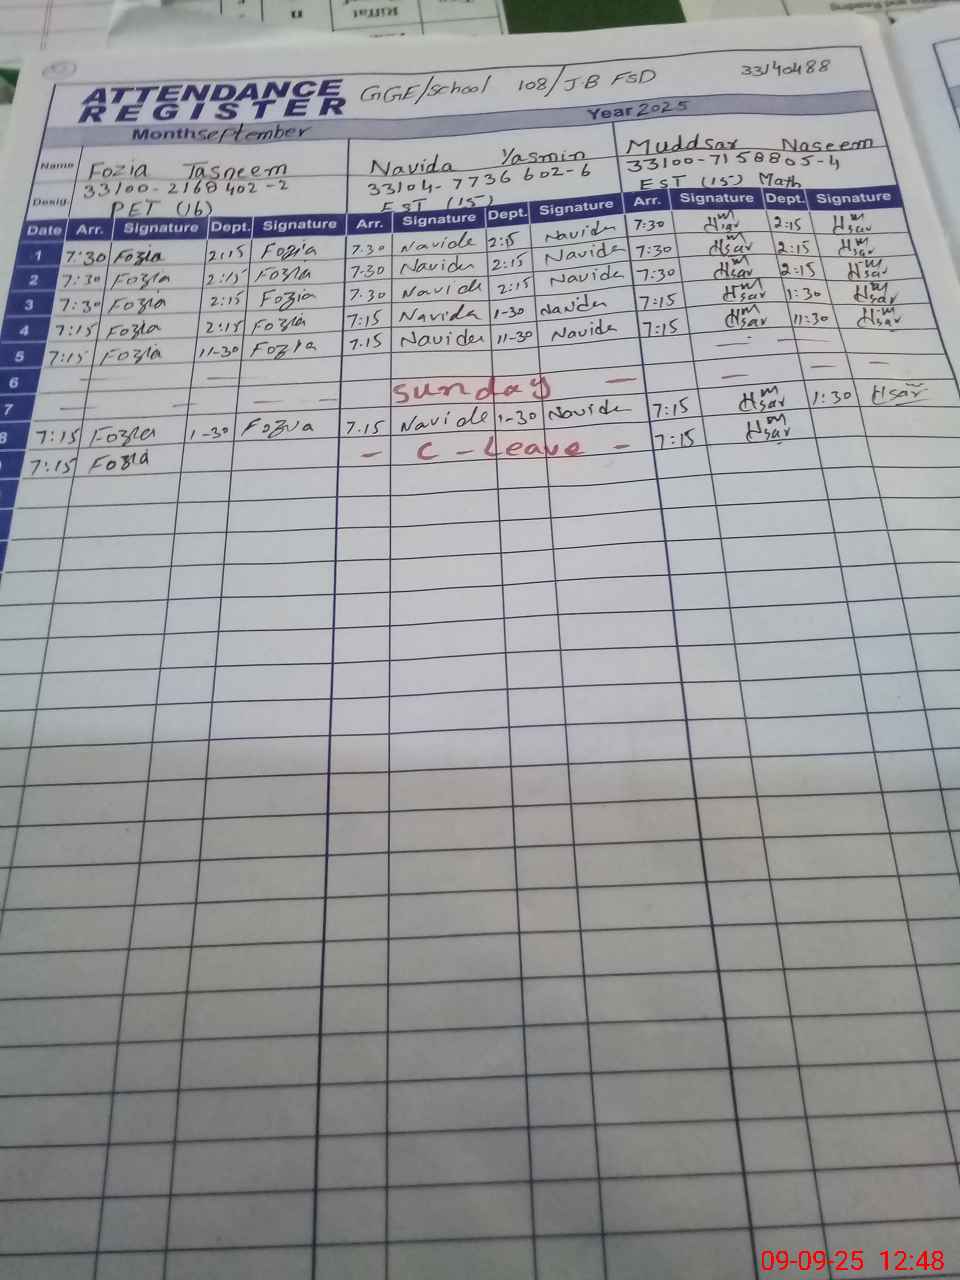 Riffat
n
ATTENDANCE REGISTER GGE/School 108/J-B FSD 33140488
Month September Year 2025
Name Fozia Tasneem Navida Yasmin Muddsar Naseem
33100-2168402-2 33104-7736602-6 33100-7158805-4
Desig. PET (16) EST (15) EST (15) Math
Date Arr. Signature Dept. Signature Arr. Signature Dept. Signature Arr. Signature Dept. Signature
1 7:30 Fozia 2:15 Fozia 7:30 Navida 2:15 Navida 7:30 2:15
2 7:30 Fozia 2:15 Fozia 7:30 Navida 2:15 Navida 7:30 2:15
3 7:30 Fozia 2:15 Fozia 7:30 Navida 2:15 Navida 7:30 2:15
4 7:15 Fozia 2:15 Fozia 7:15 Navida 1-30 Navida 7:15 1:30
5 7:15 Fozia 11-30 Fozia 7:15 Navida 11-30 Navida 7:15 11:30
6 — — — — — —
7 — — — — Sunday — — — —
8 7:15 Fozia 1-30 Fozia 7:15 Navida 1-30 Navida 7:15 1:30
7:15 Fozia - C - Leave - 7:15
09-09-25 12:48